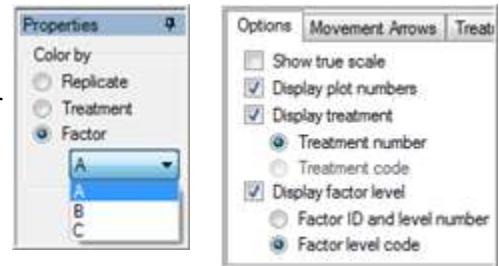 Properties
Color by
Replicate
Treatment
Factor
A
A
B
C
Options Movement Arrows
Show true scale
Display plot numbers
Display treatment
Treatment number
Treatment code
Display factor level
Factor ID and level number
Factor level code